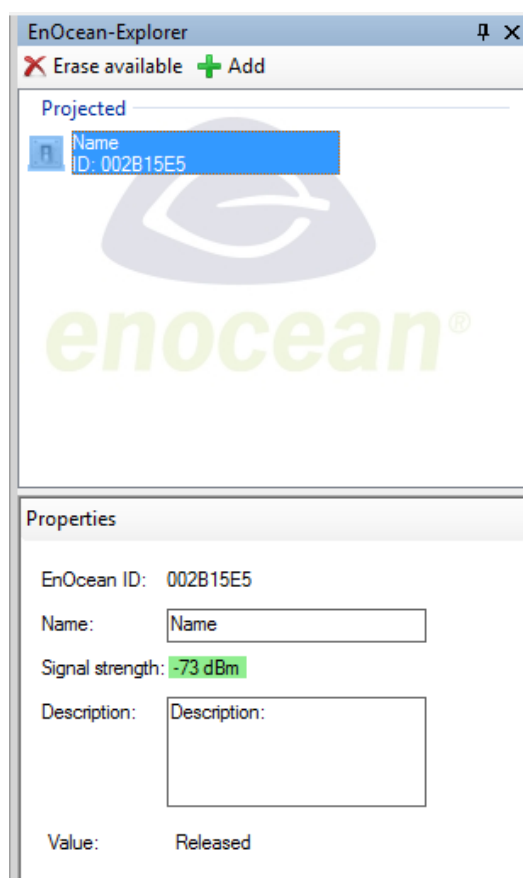 EnOcean-Explorer
Erase available Add
Projected
Name
ID: 002B15E5
enocean®
Properties
EnOcean ID: 002B15E5
Name: Name
Signal strength: -73 dBm
Description: Description:
Value: Released